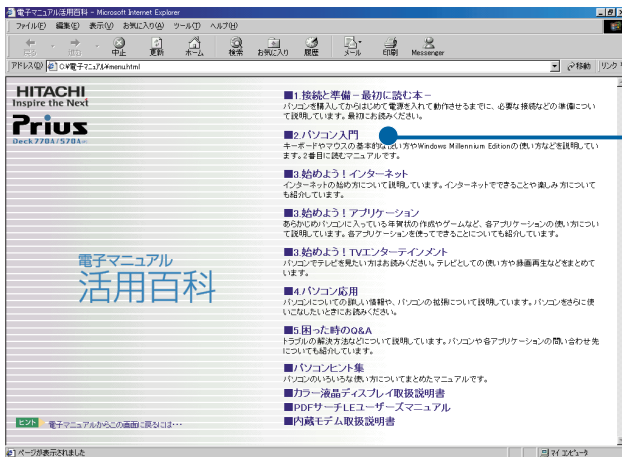 電子マニュアル活用百科 - Microsoft Internet Explorer
ファイル(F) 編集(E) 表示(V) お気に入り(A) ツール(T) ヘルプ(H)
中止 更新 ホーム 検索 お気に入り 履歴 メール 印刷 Messenger
アドレス(D) C:¥電子マニュアル¥menu.html 移動 リンク
HITACHI
Inspire the Next
Prius
Deck 770A/570A
電子マニュアル
活用百科
ヒント 電子マニュアルからこの画面に戻るには・・・
■1.接続と準備－最初に読む本－
パソコンを購入してからはじめて電源を入れて動作させるまでに、必要な接続などの準備につい
て説明しています。最初にお読みください。
■2.パソコン入門
キーボードやマウスの基本的な使い方やWindows Millennium Editionの使い方などを説明してい
ます。2番目に読むマニュアルです。
■3.始めよう！インターネット
インターネットの始め方について説明しています。インターネットでできることや楽しみ方について
も紹介しています。
■3.始めよう！アプリケーション
あらかじめパソコンに入っている年賀状の作成やゲームなど、各アプリケーションの使い方につい
て説明しています。各アプリケーションを使ってできることについても紹介しています。
■3.始めよう！TVエンターテインメント
パソコンでテレビを見たい方はお読みください。テレビとしての使い方や録画再生などをまとめて
います。
■4.パソコン応用
パソコンについての詳しい情報や、パソコンの拡張について説明しています。パソコンをさらに使
いこなしたいときにお読みください。
■5.困った時のQ&A
トラブルの解決方法などについて説明しています。パソコンや各アプリケーションの問い合わせ先
についても紹介しています。
■パソコンヒント集
パソコンのいろいろな使い方についてまとめたマニュアルです。
■カラー液晶ディスプレイ取扱説明書
■PDFサーチLEユーザーズマニュアル
■内蔵モデム取扱説明書
ページが表示されました マイ コンピュータ